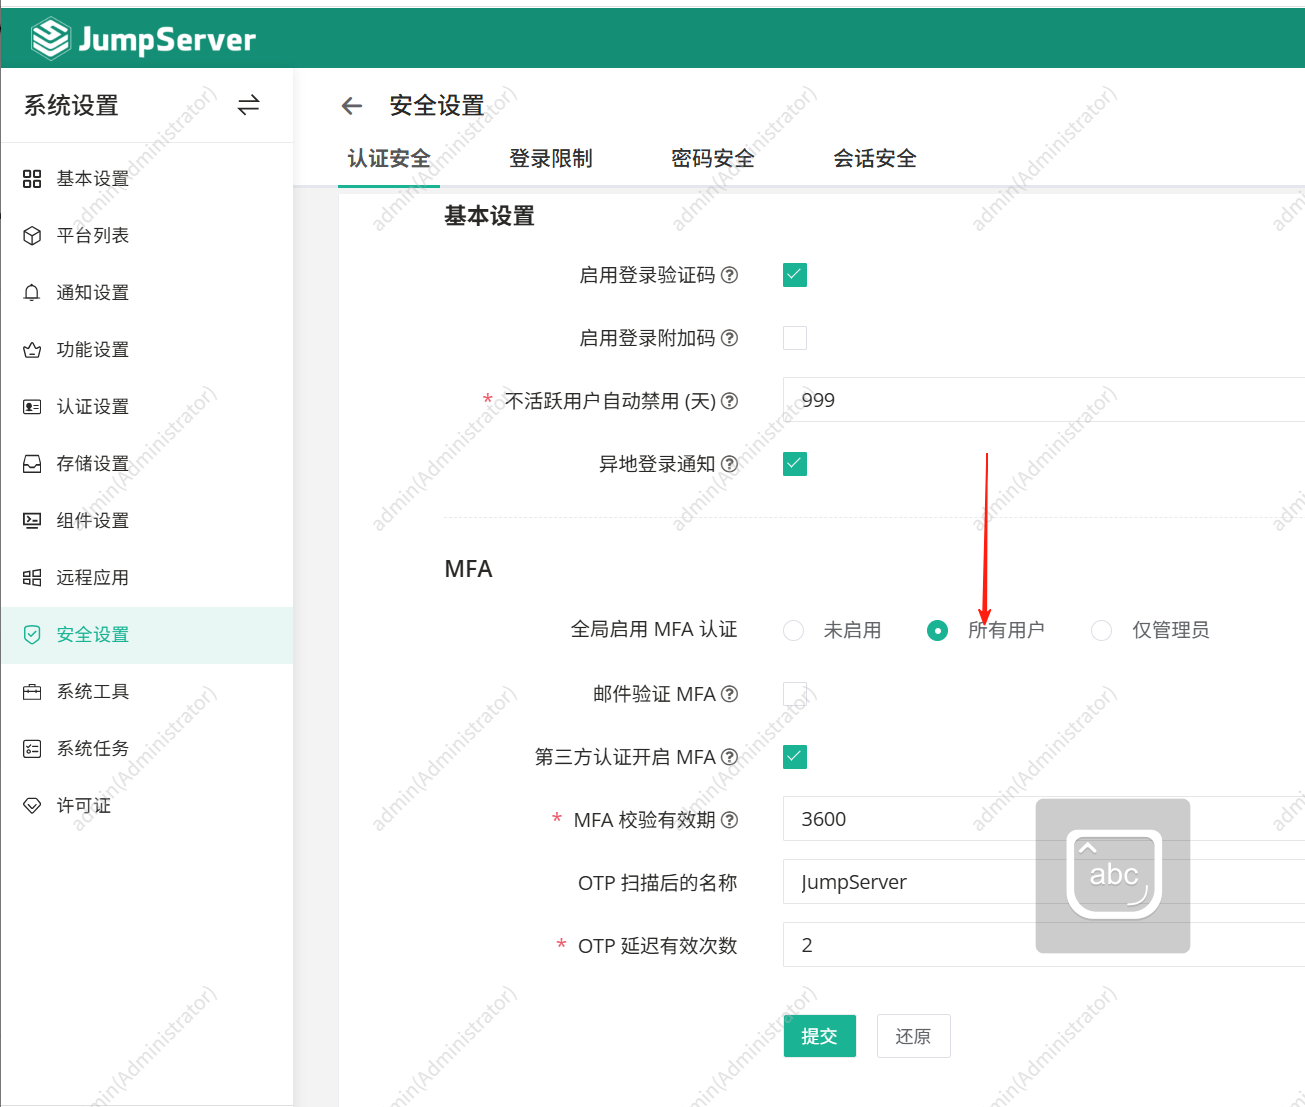 JumpServer
系统设置
基本设置
平台列表
通知设置
功能设置
认证设置
存储设置
组件设置
远程应用
安全设置
系统工具
系统任务
许可证
安全设置
认证安全
登录限制
密码安全
会话安全
基本设置
启用登录验证码
启用登录附加码
* 不活跃用户自动禁用 (天) 999
异地登录通知
MFA
全局启用 MFA 认证 未启用 所有用户 仅管理员
邮件验证 MFA
第三方认证开启 MFA
* MFA 校验有效期 3600
OTP 扫描后的名称 JumpServer
* OTP 延迟有效次数 2
提交 还原
abc
admin(Administrator)